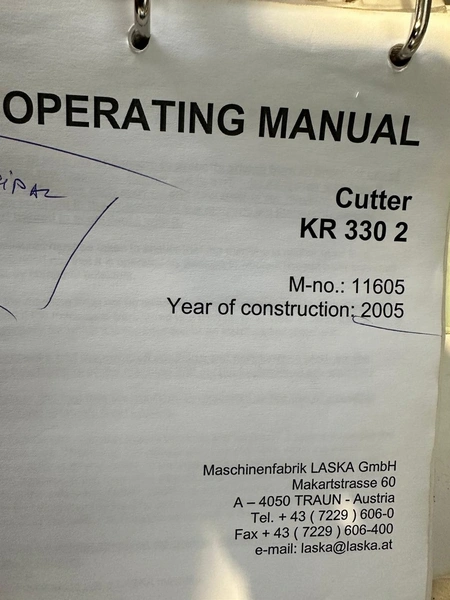 OPERATING MANUAL
Cutter
KR 330 2
M-no.: 11605
Year of construction: 2005
Maschinenfabrik LASKA GmbH
Makartstrasse 60
A – 4050 TRAUN - Austria
Tel. + 43 ( 7229 ) 606-0
Fax + 43 ( 7229 ) 606-400
e-mail: laska@laska.at